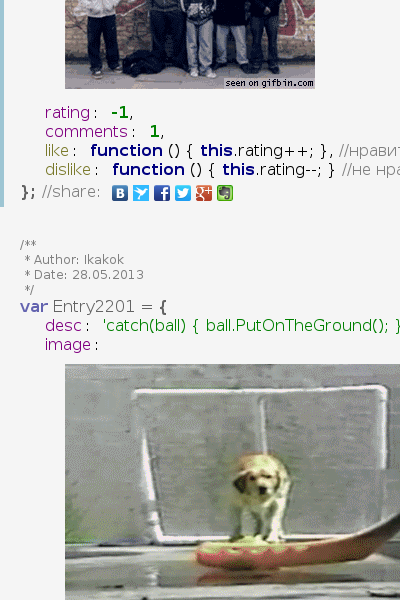 seen on gifbin.com
rating: -1,
comments: 1,
like: function () { this.rating++; }, //нрави
dislike: function () { this.rating--; } //не нра
}; //share:
/**
* Author: Ikakok
* Date: 28.05.2013
*/
var Entry2201 = {
desc: 'catch(ball) { ball.PutOnTheGround(); }
image: